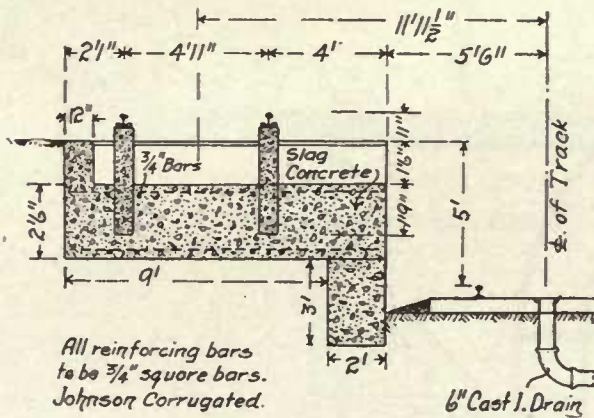 11'11½"
2'1" 4'11" 4' 5'6"
12"
11"
¾" Bars
Slag
Concrete
1'6"
1'9"
5'
℄. of Track
2'6"
9'
3'
2'
All reinforcing bars
to be ¾" square bars.
Johnson Corrugated.
6" Cast I. Drain